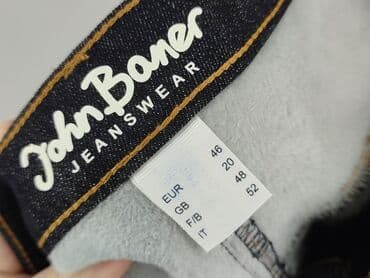 John Baner
JEANSWEAR
EUR 46
GB 20
F/B 48
IT 52